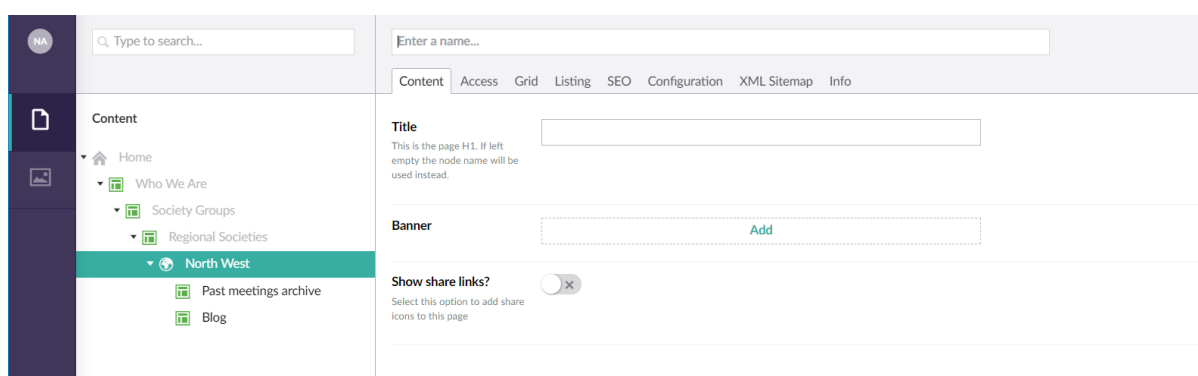 NA
Type to search...
Enter a name...
Content Access Grid Listing SEO Configuration XML Sitemap Info
Content
Home
Who We Are
Society Groups
Regional Societies
North West
Past meetings archive
Blog
Title
This is the page H1. If left
empty the node name will be
used instead.
Banner
Add
Show share links?
Select this option to add share
icons to this page